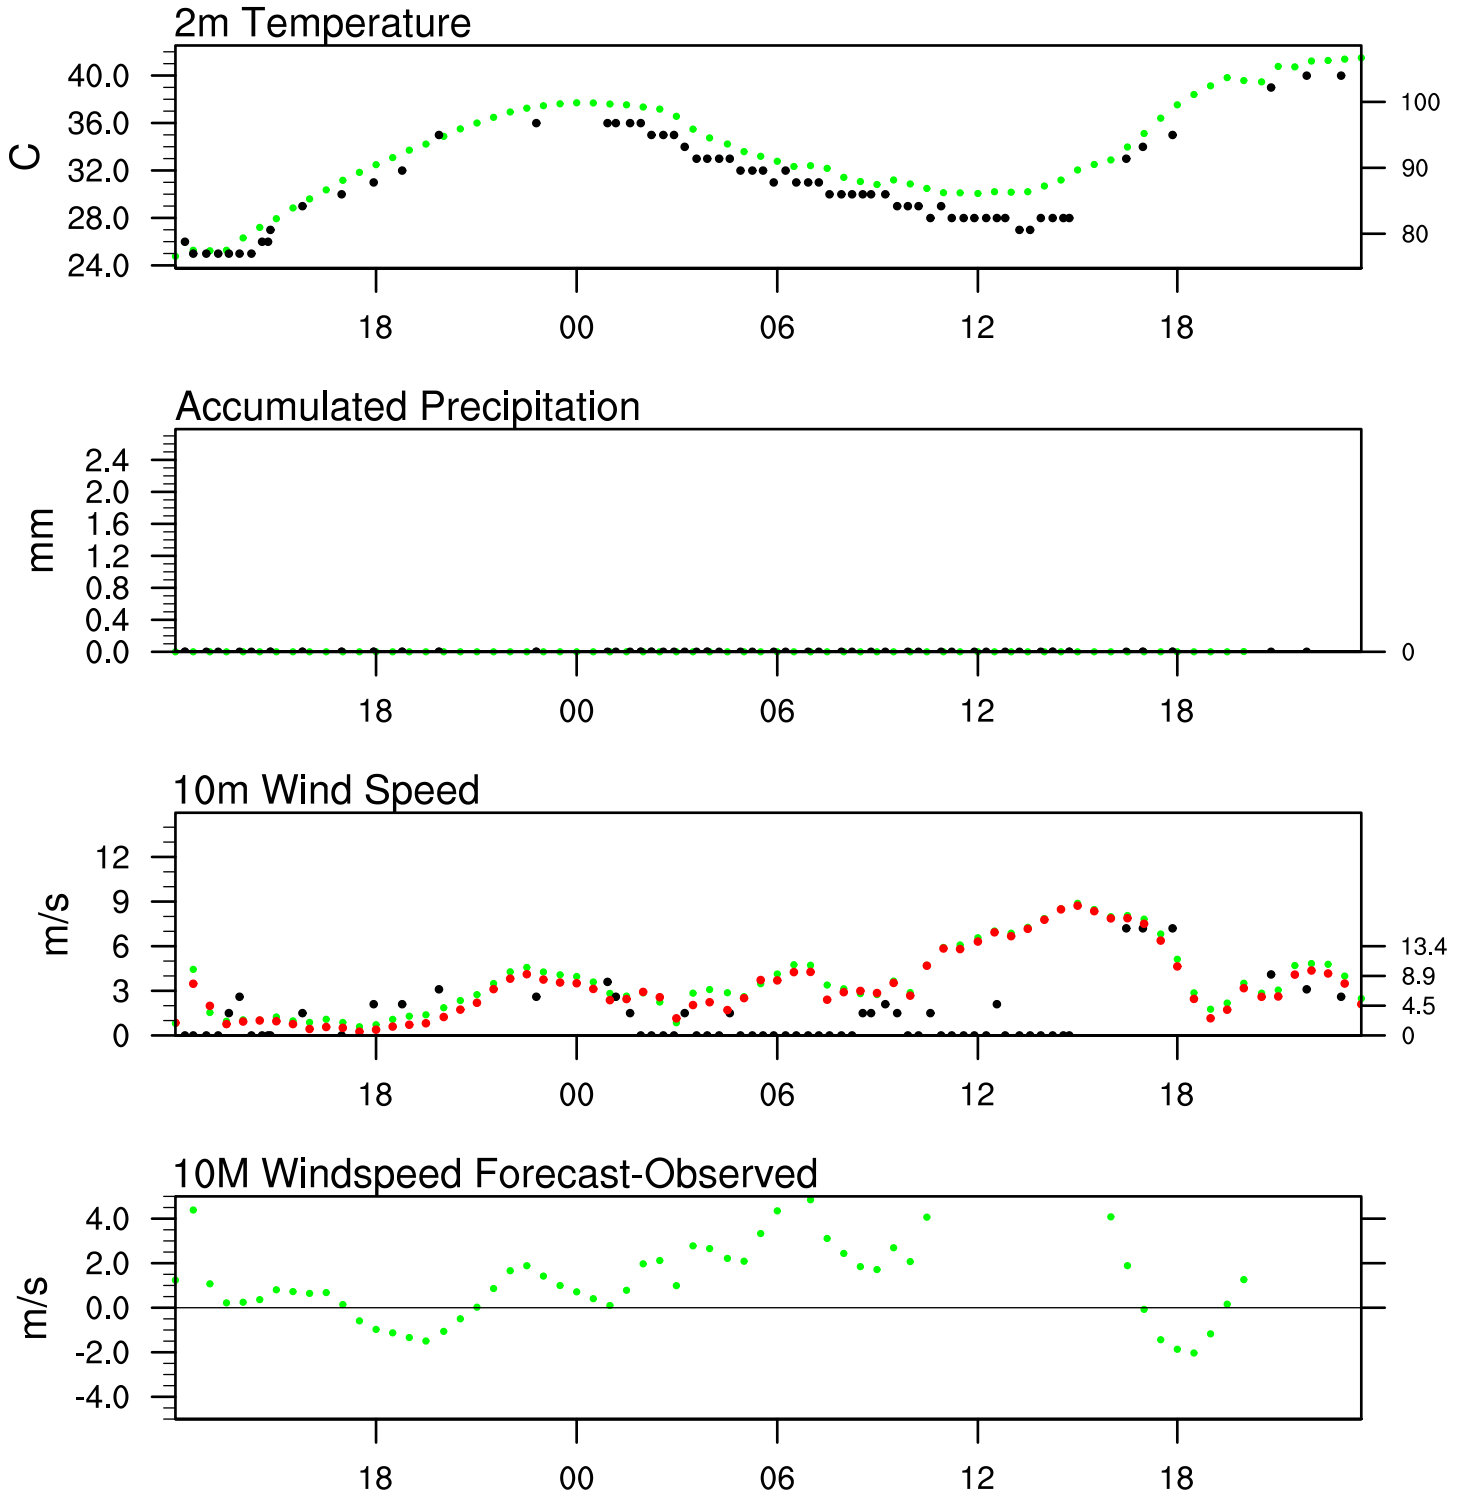 2m Temperature
40.0
36.0
32.0
28.0
24.0
C
100
90
80
18 00 06 12 18
Accumulated Precipitation
2.4
2.0
1.6
1.2
0.8
0.4
0.0
mm
0
18 00 06 12 18
10m Wind Speed
12
9
6
3
0
m/s
13.4
8.9
4.5
0
18 00 06 12 18
10M Windspeed Forecast-Observed
4.0
2.0
0.0
-2.0
-4.0
m/s
18 00 06 12 18